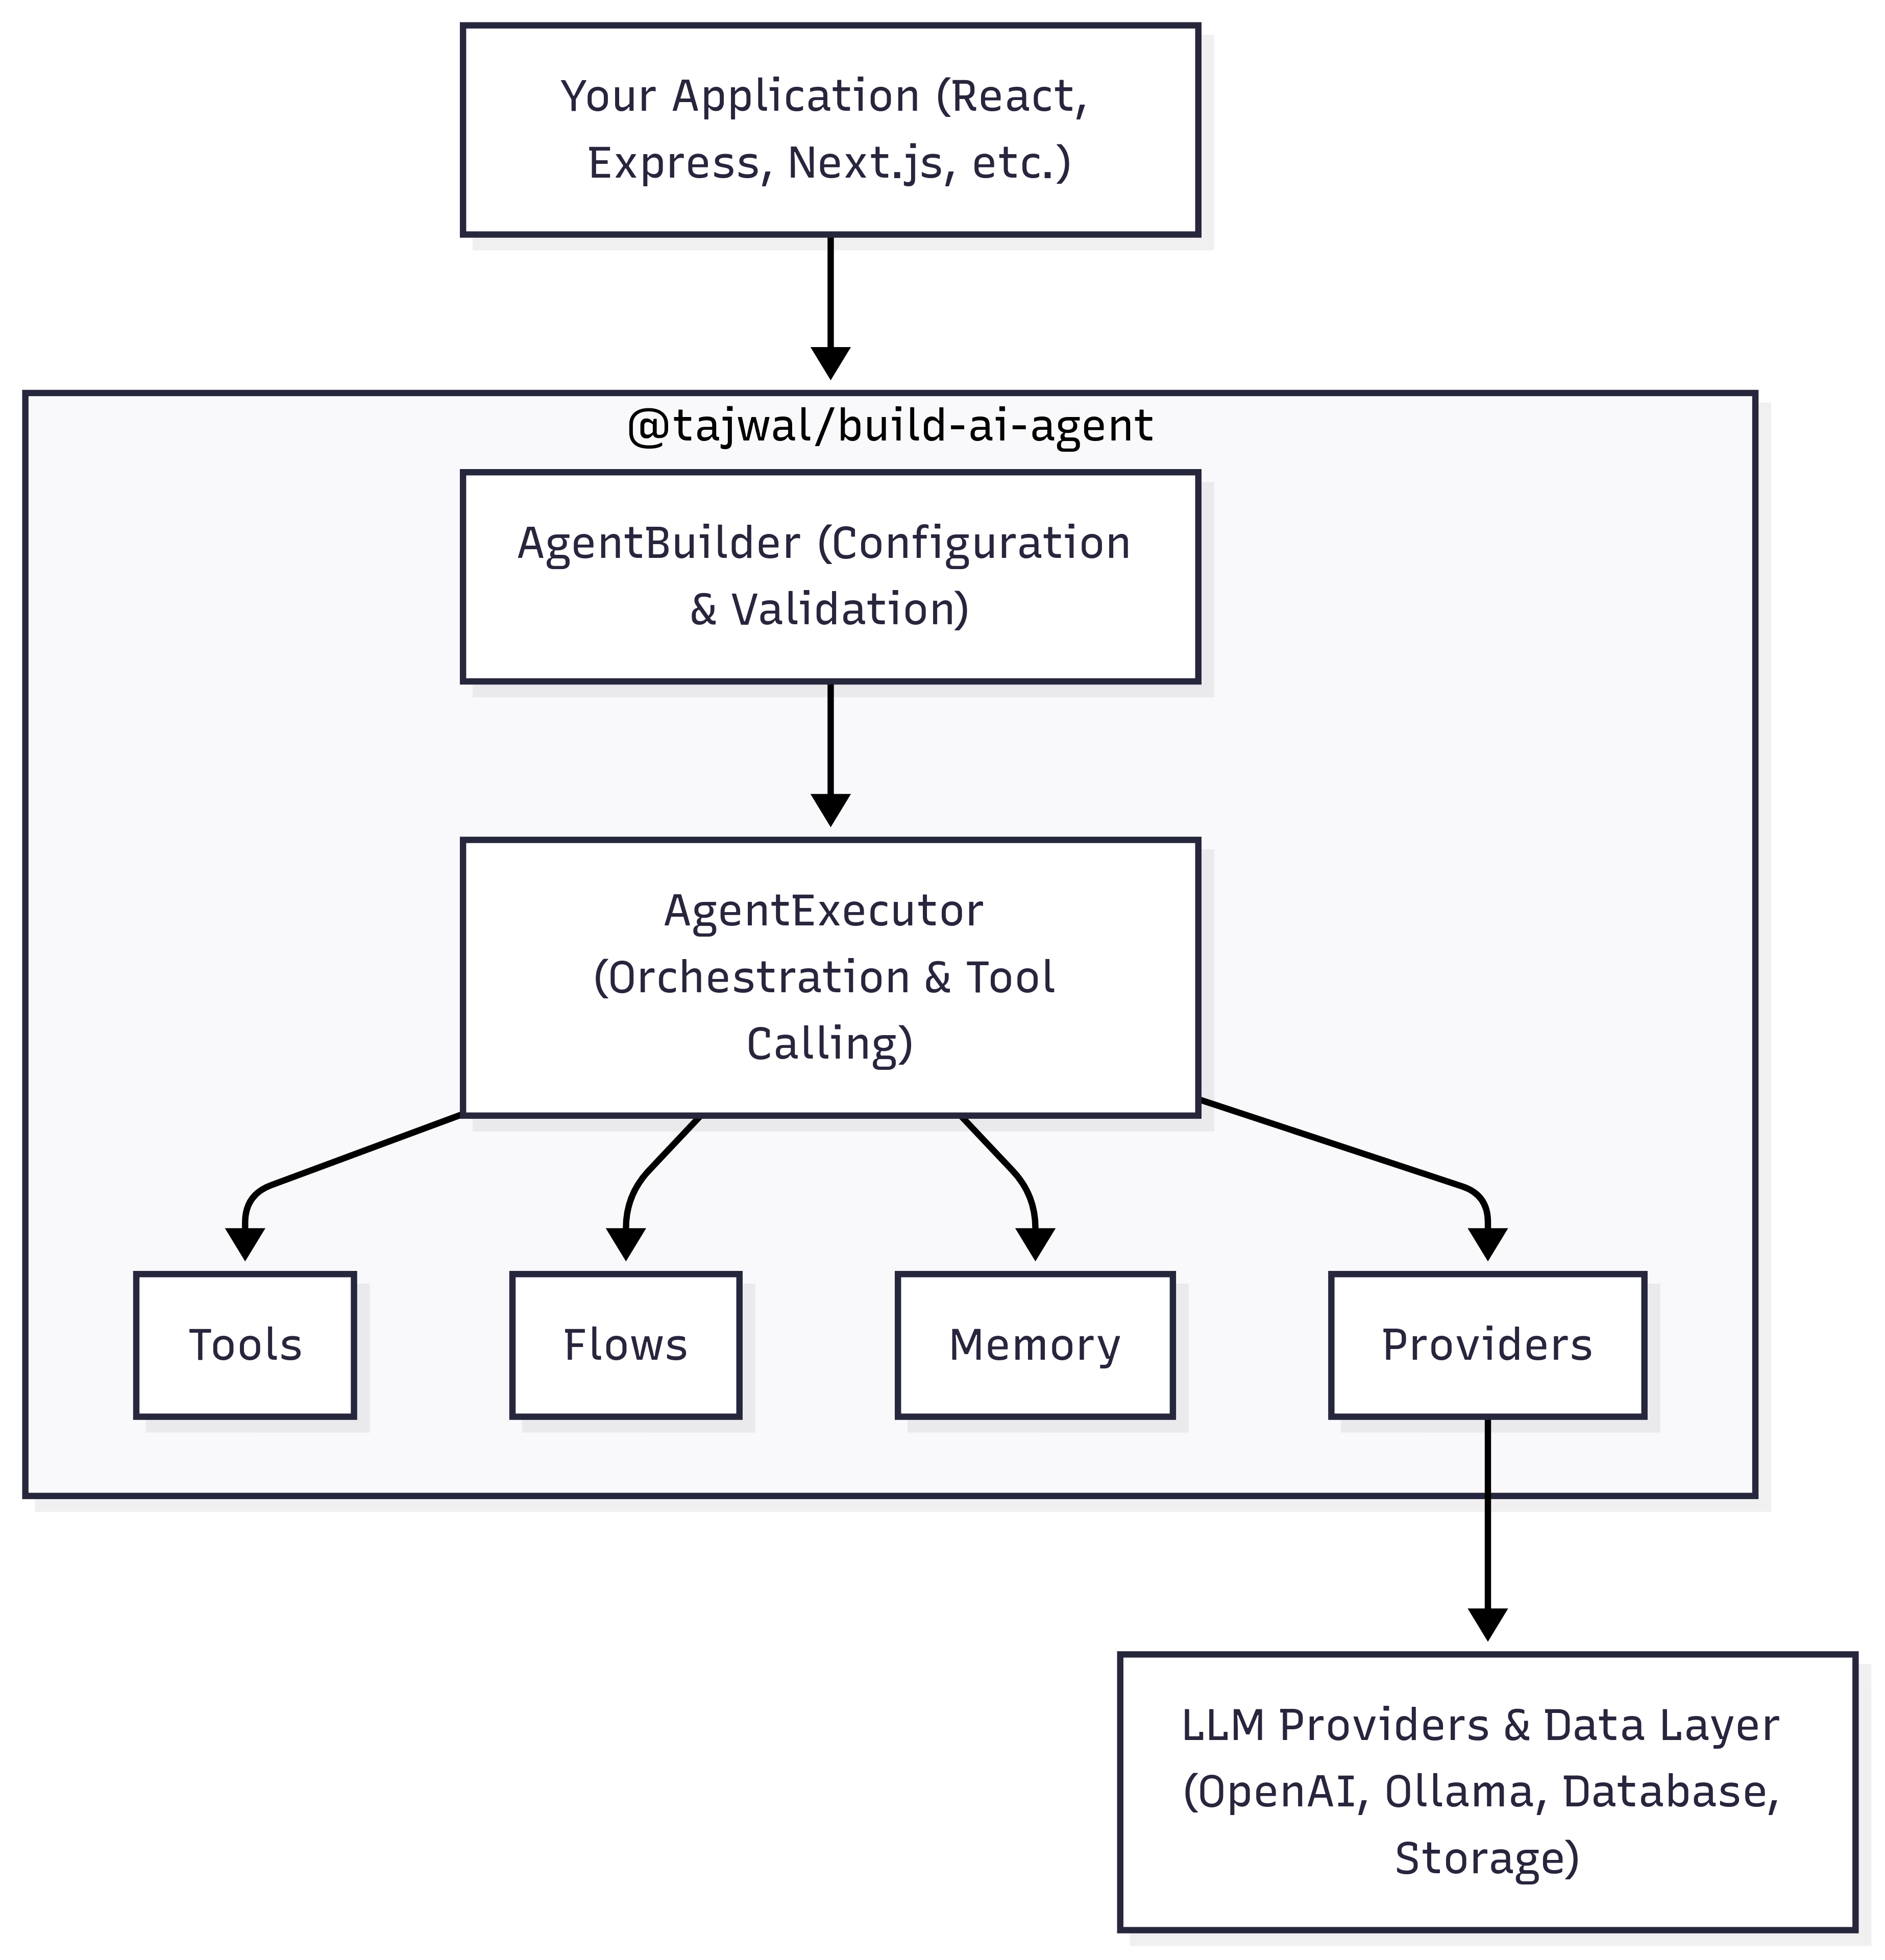 Your Application (React,
Express, Next.js, etc.)
@tajwal/build-ai-agent
AgentBuilder (Configuration
& Validation)
AgentExecutor
(Orchestration & Tool
Calling)
Tools
Flows
Memory
Providers
LLM Providers & Data Layer
(OpenAI, Ollama, Database,
Storage)